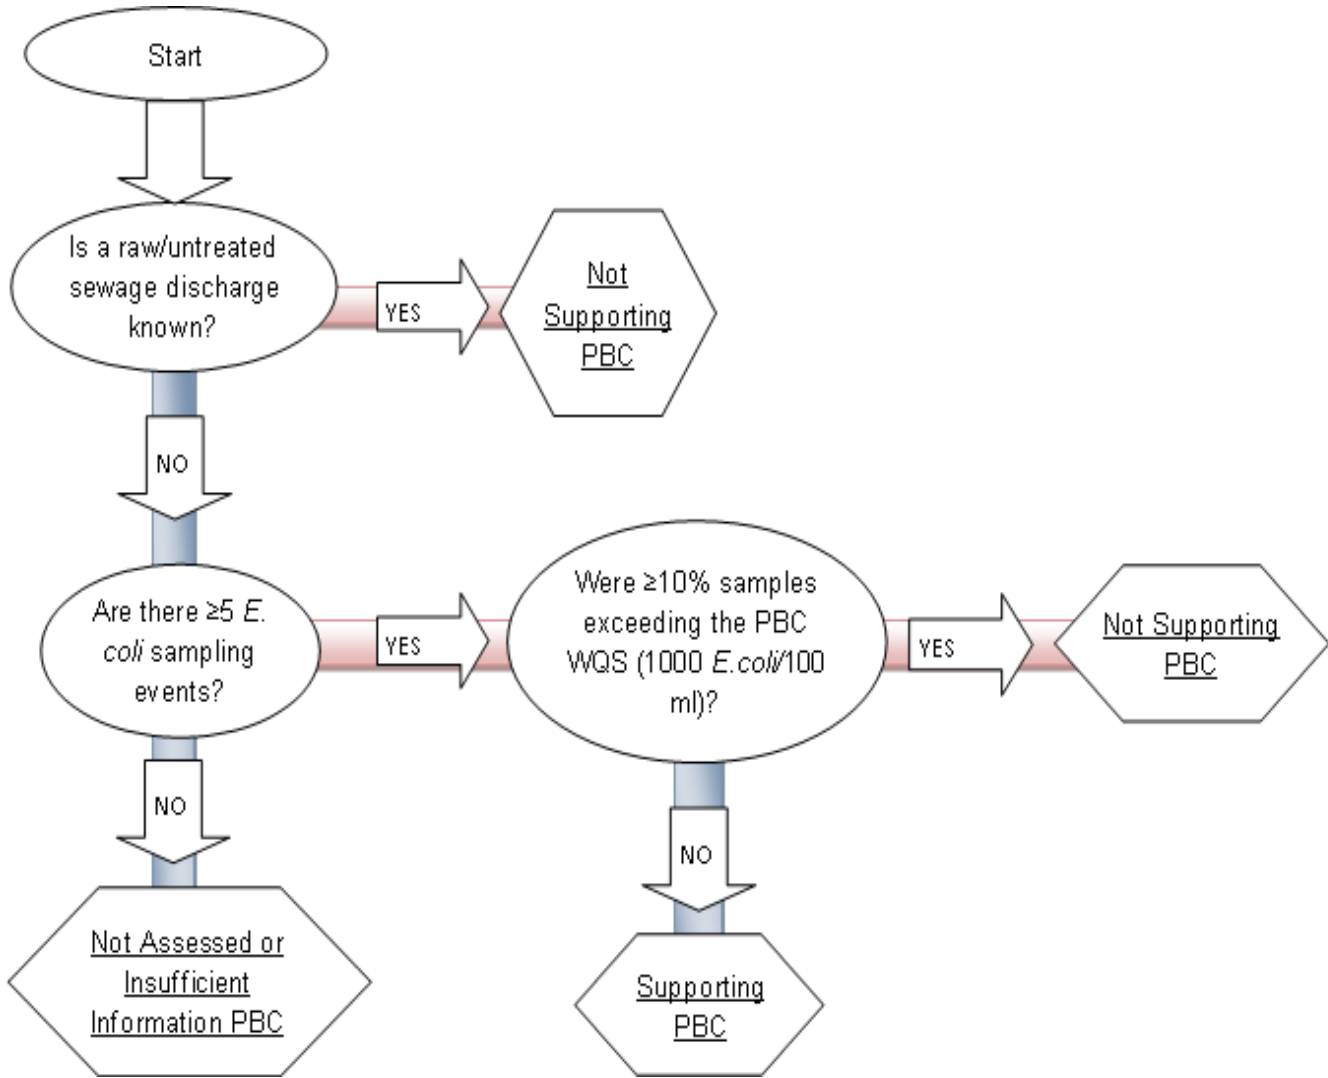 Start
Is a raw/untreated
sewage discharge
known?
YES
Not
Supporting
PBC
NO
Are there ≥5 E.
coli sampling
events?
YES
Were ≥10% samples
exceeding the PBC
WQS (1000 E.coli/100
ml)?
YES
Not Supporting
PBC
NO
NO
Not Assessed or
Insufficient
Information PBC
Supporting
PBC